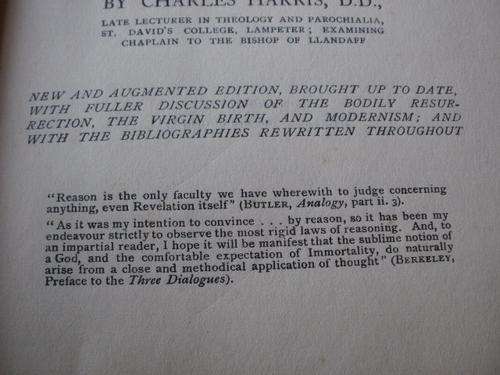 BY CHARLES HARRIS, D.D.,
LATE LECTURER IN THEOLOGY AND PAROCHIALIA,
ST. DAVID'S COLLEGE, LAMPETER; EXAMINING
CHAPLAIN TO THE BISHOP OF LLANDAFF
NEW AND AUGMENTED EDITION, BROUGHT UP TO DATE,
WITH FULLER DISCUSSION OF THE BODILY RESUR-
RECTION, THE VIRGIN BIRTH, AND MODERNISM; AND
WITH THE BIBLIOGRAPHIES REWRITTEN THROUGHOUT
"Reason is the only faculty we have wherewith to judge concerning
anything, even Revelation itself" (BUTLER, Analogy, part ii. 3).
"As it was my intention to convince . . . by reason, so it has been my
endeavour strictly to observe the most rigid laws of reasoning. And, to
an impartial reader, I hope it will be manifest that the sublime notion of
a God, and the comfortable expectation of Immortality, do naturally
arise from a close and methodical application of thought" (BERKELEY,
Preface to the Three Dialogues).